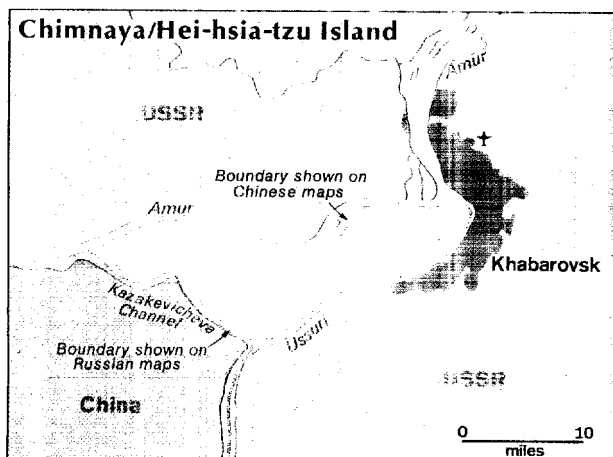 Chimnaya/Hei-hsia-tzu Island
Amur
USSR
Boundary shown on
Chinese maps
Amur
Khabarovsk
Kazakevicheva
Channel
Ussuri
Boundary shown on
Russian maps
China
USSR
0 10
miles